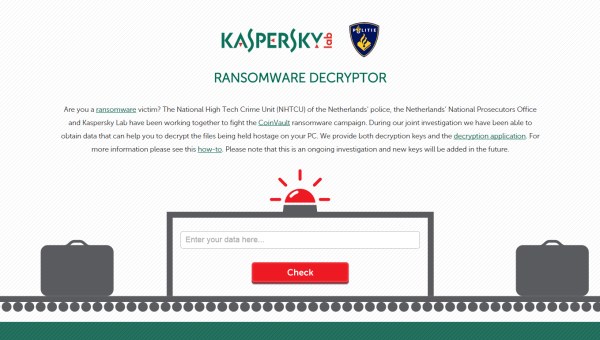 KASPERSKY lab
POLITIE
RANSOMWARE DECRYPTOR
Are you a ransomware victim? The National High Tech Crime Unit (NHTCU) of the Netherlands' police, the Netherlands' National Prosecutors Office
and Kaspersky Lab have been working together to fight the CoinVault ransomware campaign. During our joint investigation we have been able to
obtain data that can help you to decrypt the files being held hostage on your PC. We provide both decryption keys and the decryption application. For
more information please see this how-to. Please note that this is an ongoing investigation and new keys will be added in the future.
Enter your data here...
Check